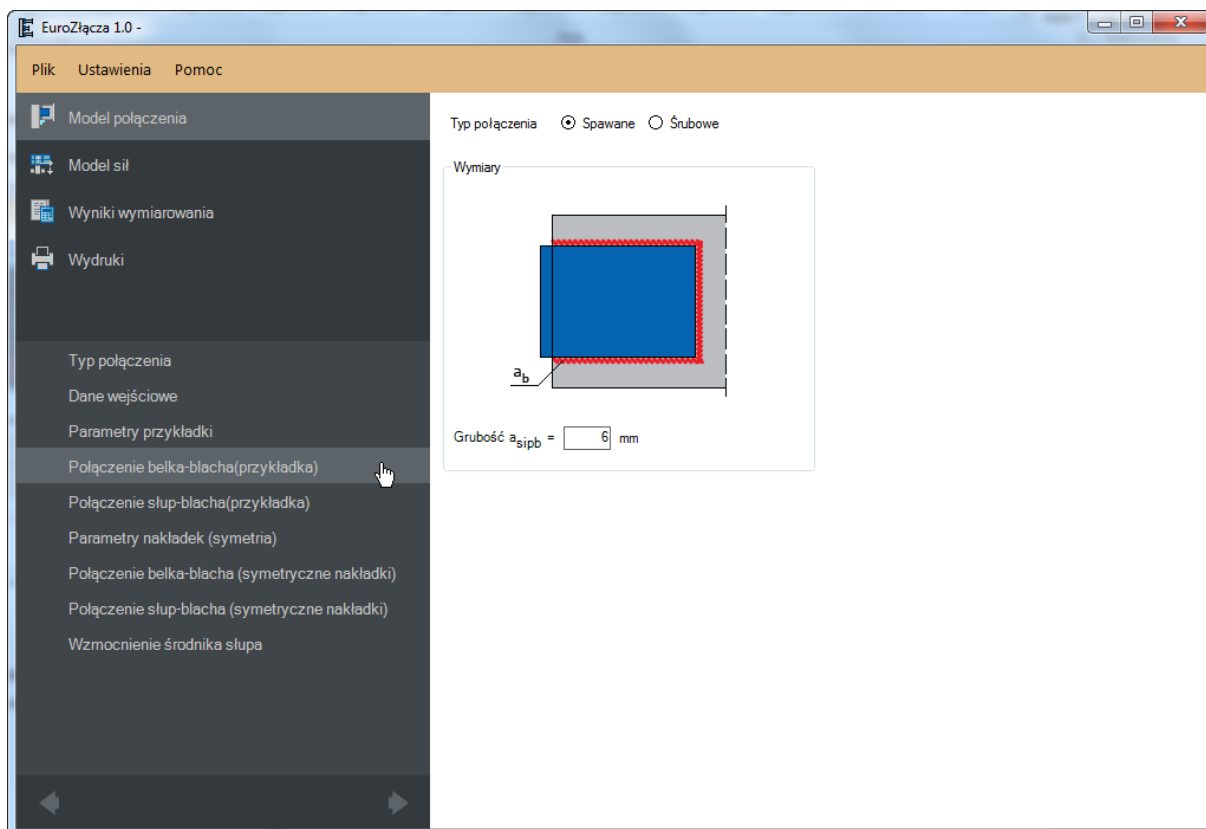 EuroZłącza 1.0 -
Plik Ustawienia Pomoc
Model połączenia
Model sił
Wyniki wymiarowania
Wydruki
Typ połączenia
Dane wejściowe
Parametry przykładki
Połączenie belka-blacha(przykładka)
Połączenie słup-blacha(przykładka)
Parametry nakładek (symetria)
Połączenie belka-blacha (symetryczne nakładki)
Połączenie słup-blacha (symetryczne nakładki)
Wzmocnienie środnika słupa
Typ połączenia Spawane Śrubowe
Wymiary
a_b
Grubość a_sipb = 6 mm